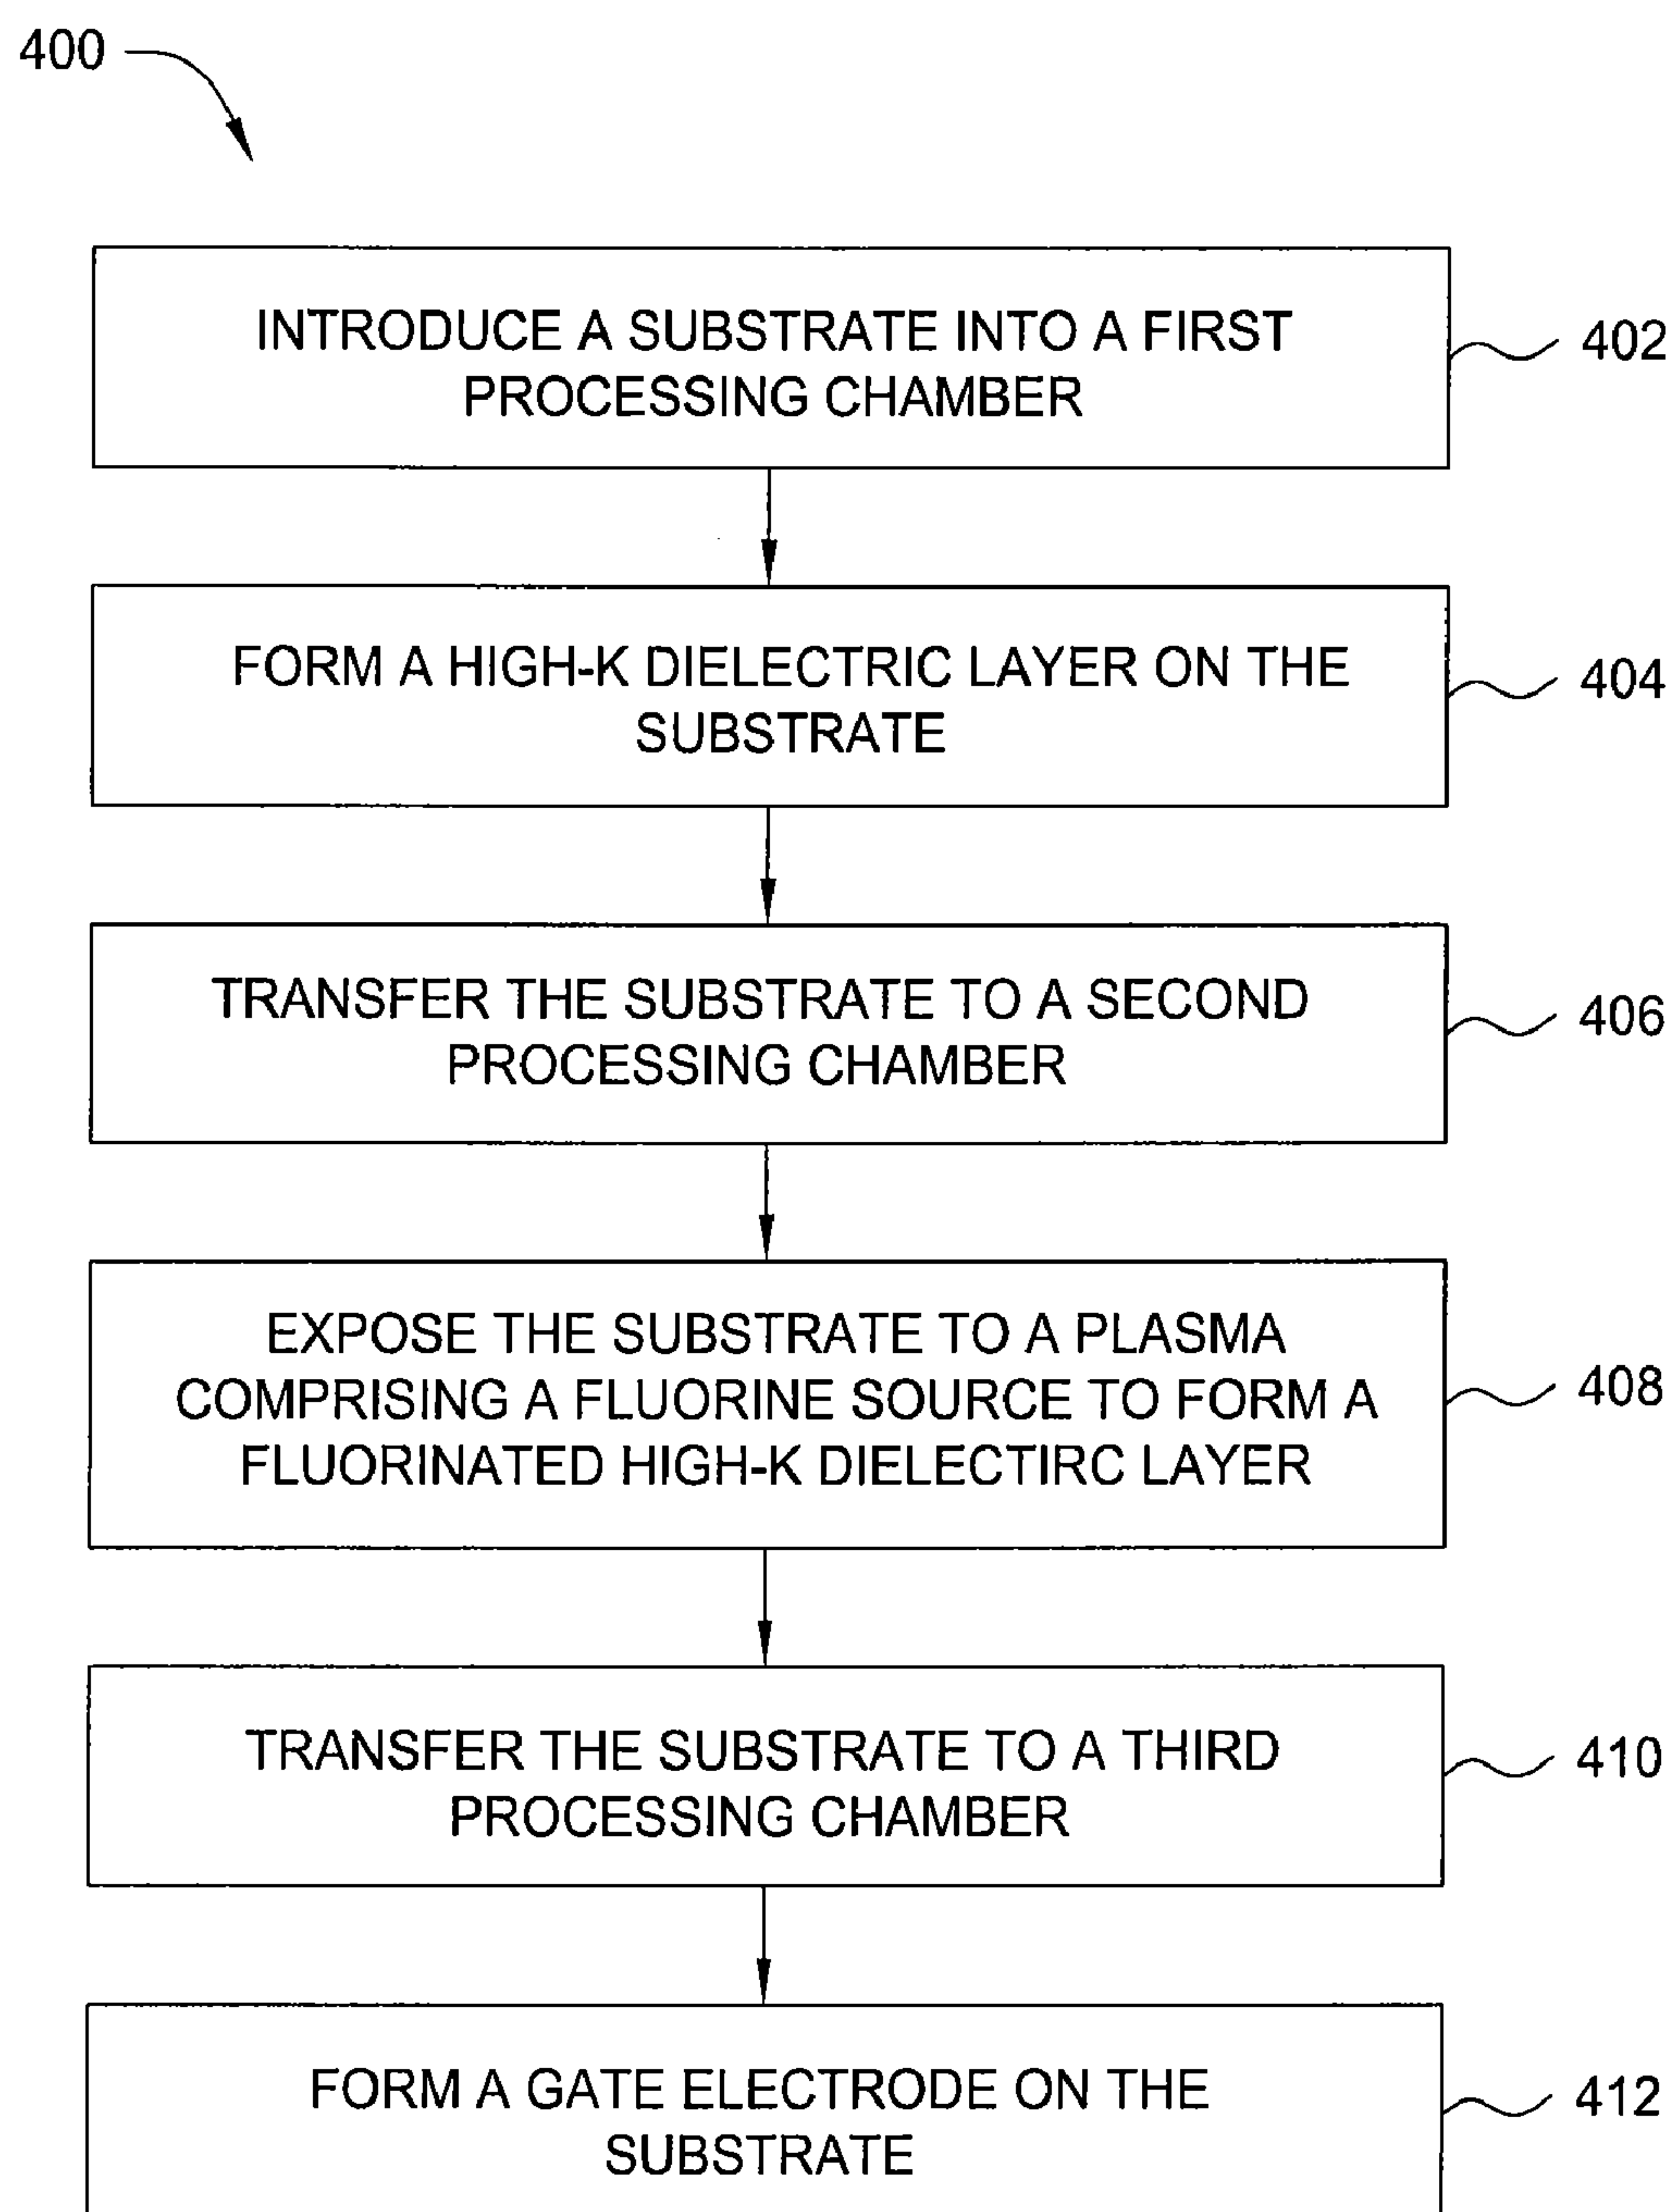 400
INTRODUCE A SUBSTRATE INTO A FIRST
PROCESSING CHAMBER
402
FORM A HIGH-K DIELECTRIC LAYER ON THE
SUBSTRATE
404
TRANSFER THE SUBSTRATE TO A SECOND
PROCESSING CHAMBER
406
EXPOSE THE SUBSTRATE TO A PLASMA
COMPRISING A FLUORINE SOURCE TO FORM A
FLUORINATED HIGH-K DIELECTIRC LAYER
408
TRANSFER THE SUBSTRATE TO A THIRD
PROCESSING CHAMBER
410
FORM A GATE ELECTRODE ON THE
SUBSTRATE
412